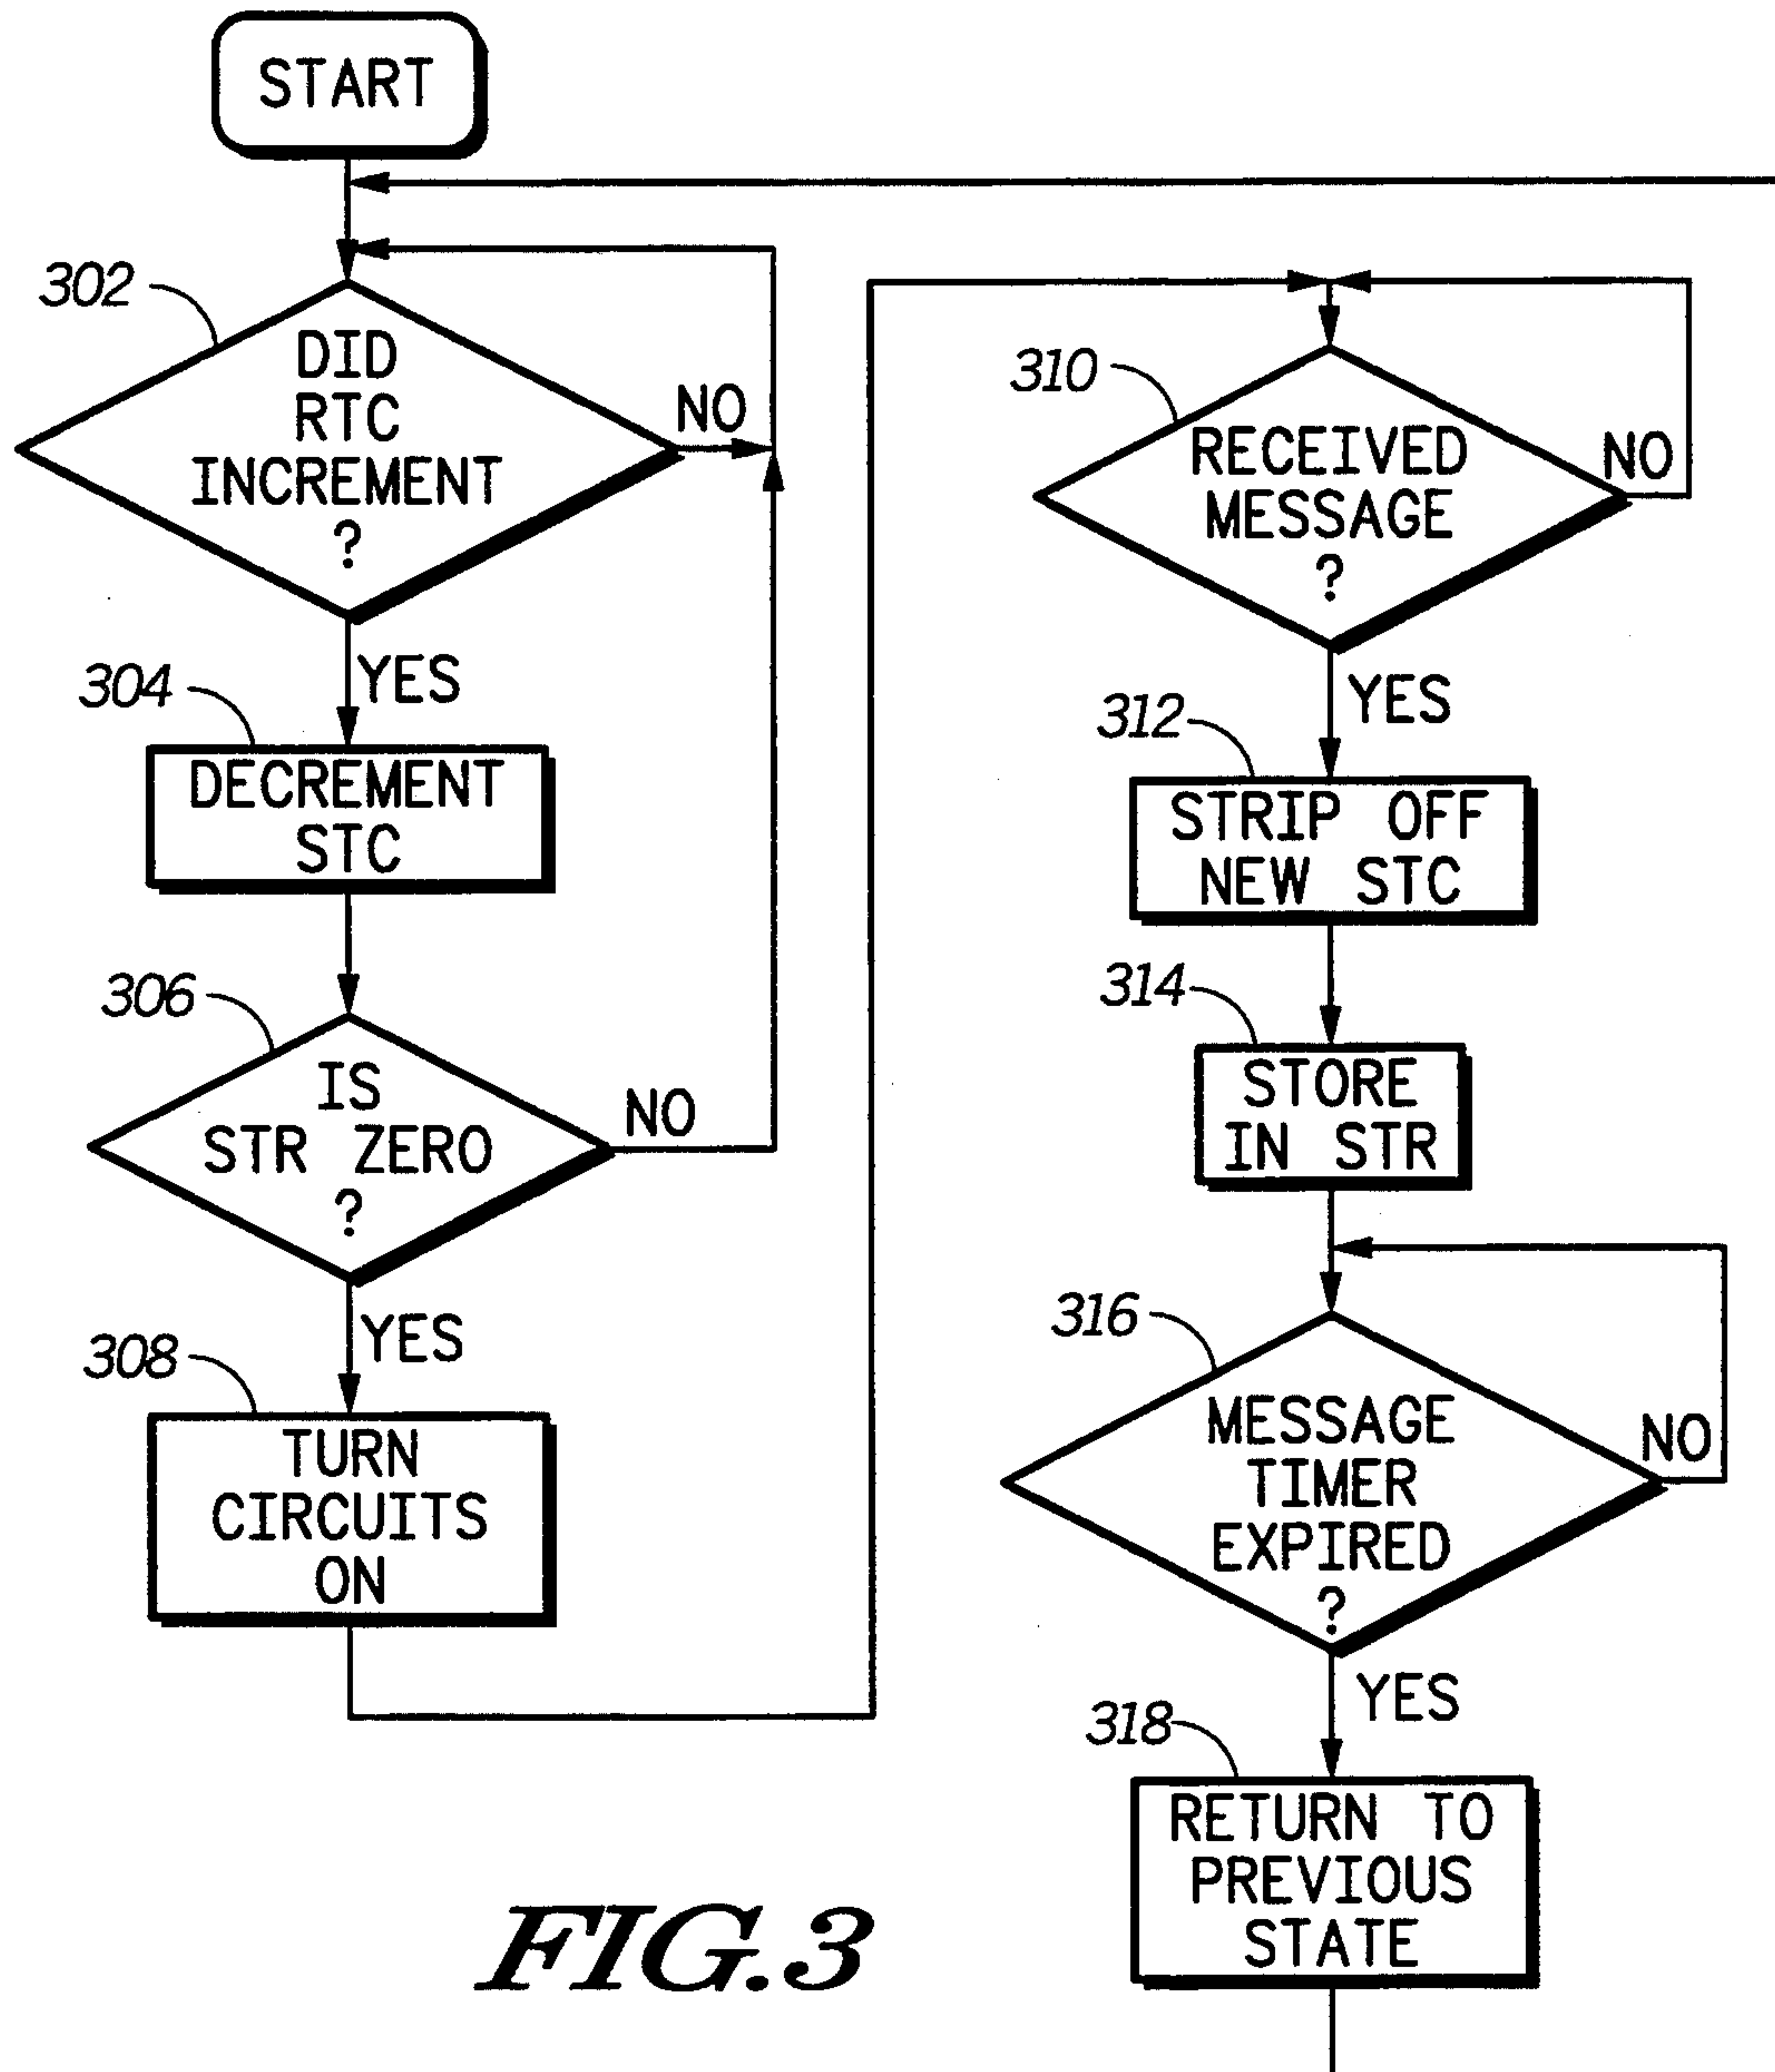 START
302
DID
RTC
INCREMENT
?
NO
YES
304
DECREMENT
STC
306
IS
STR ZERO
?
NO
YES
308
TURN
CIRCUITS
ON
310
RECEIVED
MESSAGE
?
NO
YES
312
STRIP OFF
NEW STC
314
STORE
IN STR
316
MESSAGE
TIMER
EXPIRED
?
NO
YES
318
RETURN TO
PREVIOUS
STATE
FIG.3